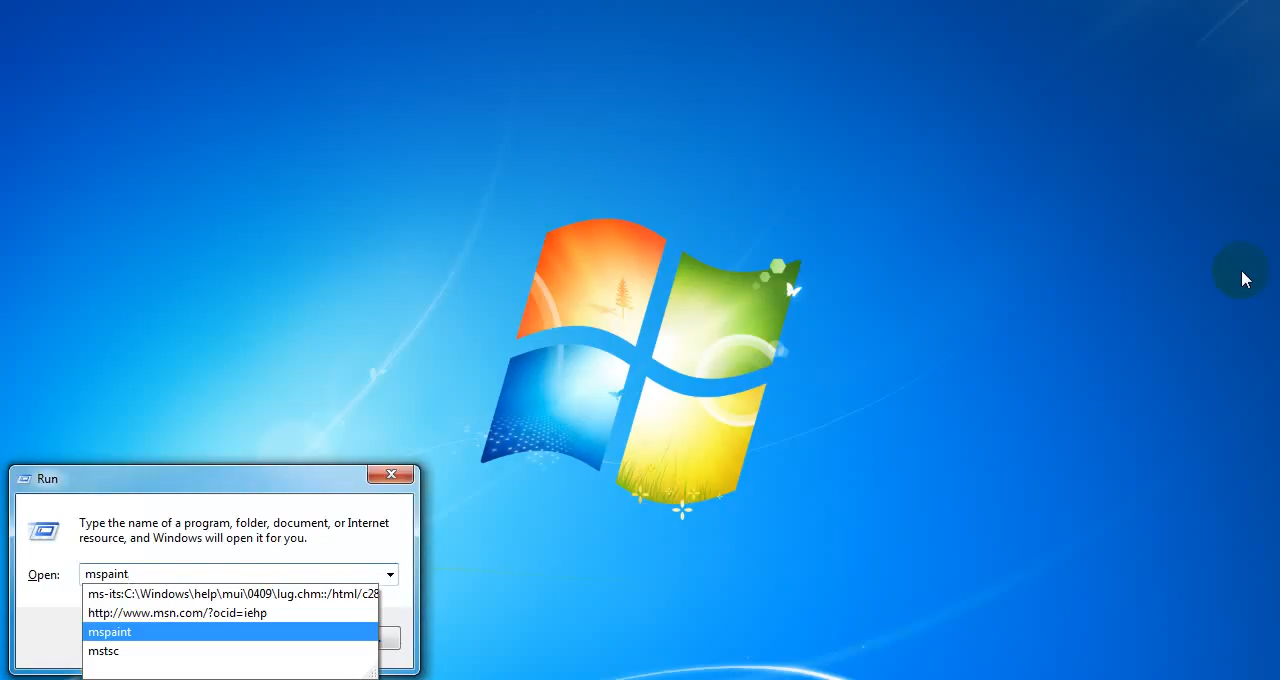 Run
Type the name of a program, folder, document, or Internet
resource, and Windows will open it for you.
Open: mspaint
ms-its:C:\Windows\help\mui\0409\lug.chm::/html/c28
http://www.msn.com/?ocid=iehp
mspaint
mstsc